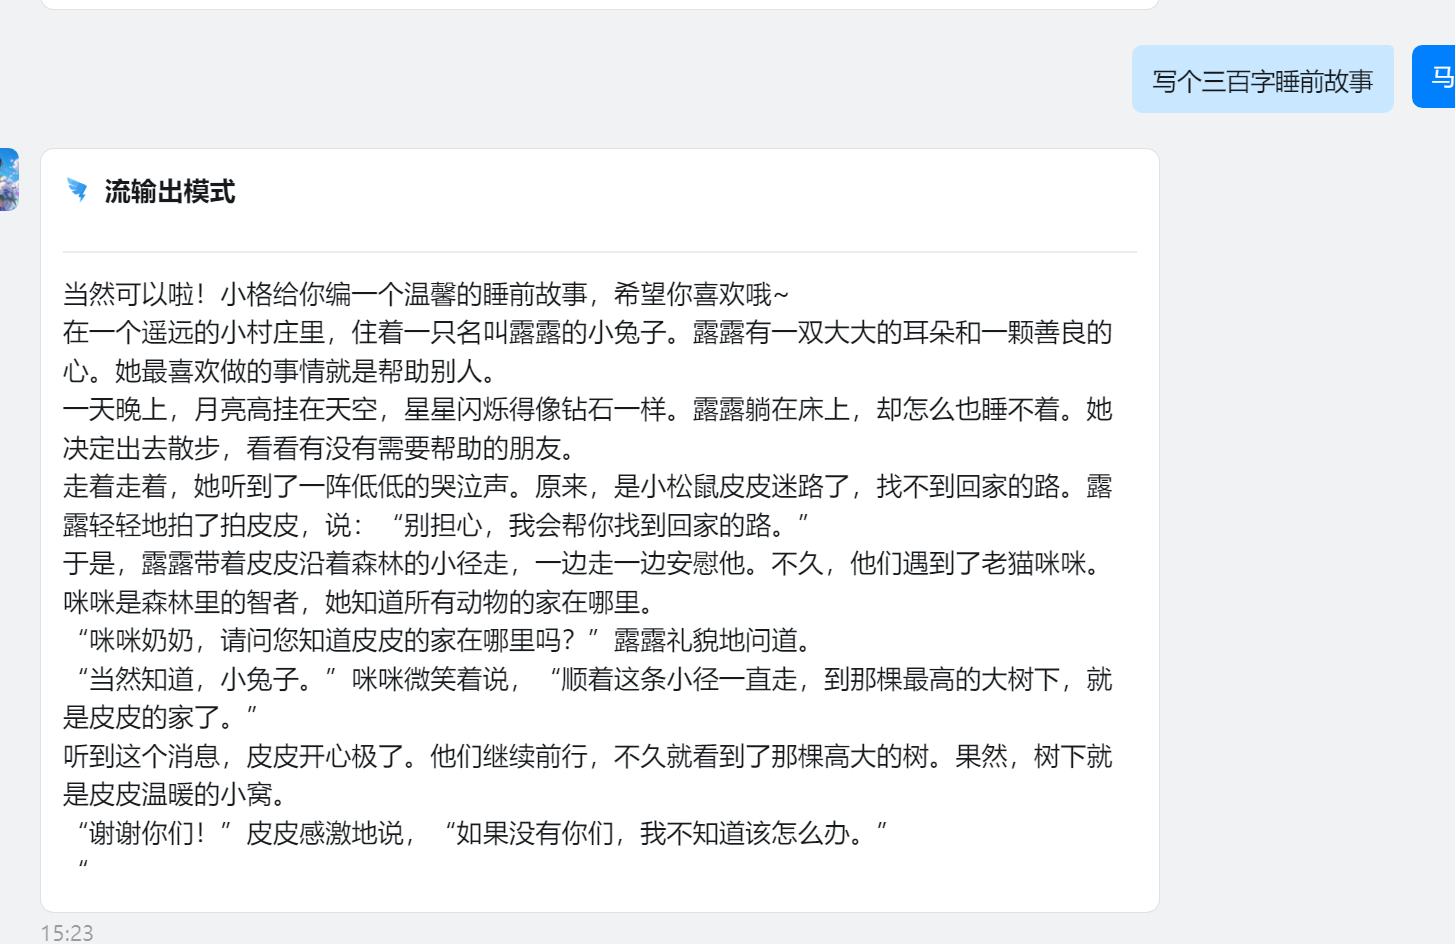 写个三百字睡前故事
马
流输出模式
当然可以啦！小格给你编一个温馨的睡前故事，希望你喜欢哦~
在一个遥远的小村庄里，住着一只名叫露露的小兔子。露露有一双大大的耳朵和一颗善良的
心。她最喜欢做的事情就是帮助别人。
一天晚上，月亮高挂在天空，星星闪烁得像钻石一样。露露躺在床上，却怎么也睡不着。她
决定出去散步，看看有没有需要帮助的朋友。
走着走着，她听到了一阵低低的哭泣声。原来，是小松鼠皮皮迷路了，找不到回家的路。露
露轻轻地拍了拍皮皮，说：“别担心，我会帮你找到回家的路。”
于是，露露带着皮皮沿着森林的小径走，一边走一边安慰他。不久，他们遇到了老猫咪咪。
咪咪是森林里的智者，她知道所有动物的家在哪里。
“咪咪奶奶，请问您知道皮皮的家在哪里吗？”露露礼貌地问道。
“当然知道，小兔子。”咪咪微笑着说，“顺着这条小径一直走，到那棵最高的大树下，就
是皮皮的家了。”
听到这个消息，皮皮开心极了。他们继续前行，不久就看到了那棵高大的树。果然，树下就
是皮皮温暖的小窝。
“谢谢你们！”皮皮感激地说，“如果没有你们，我不知道该怎么办。”
“
15:23